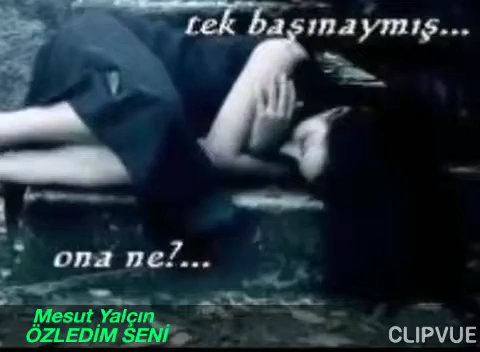 tek başınaymış...
ona ne?...
Mesut Yalçın
ÖZLEDİM SENİ
CLIPVUE